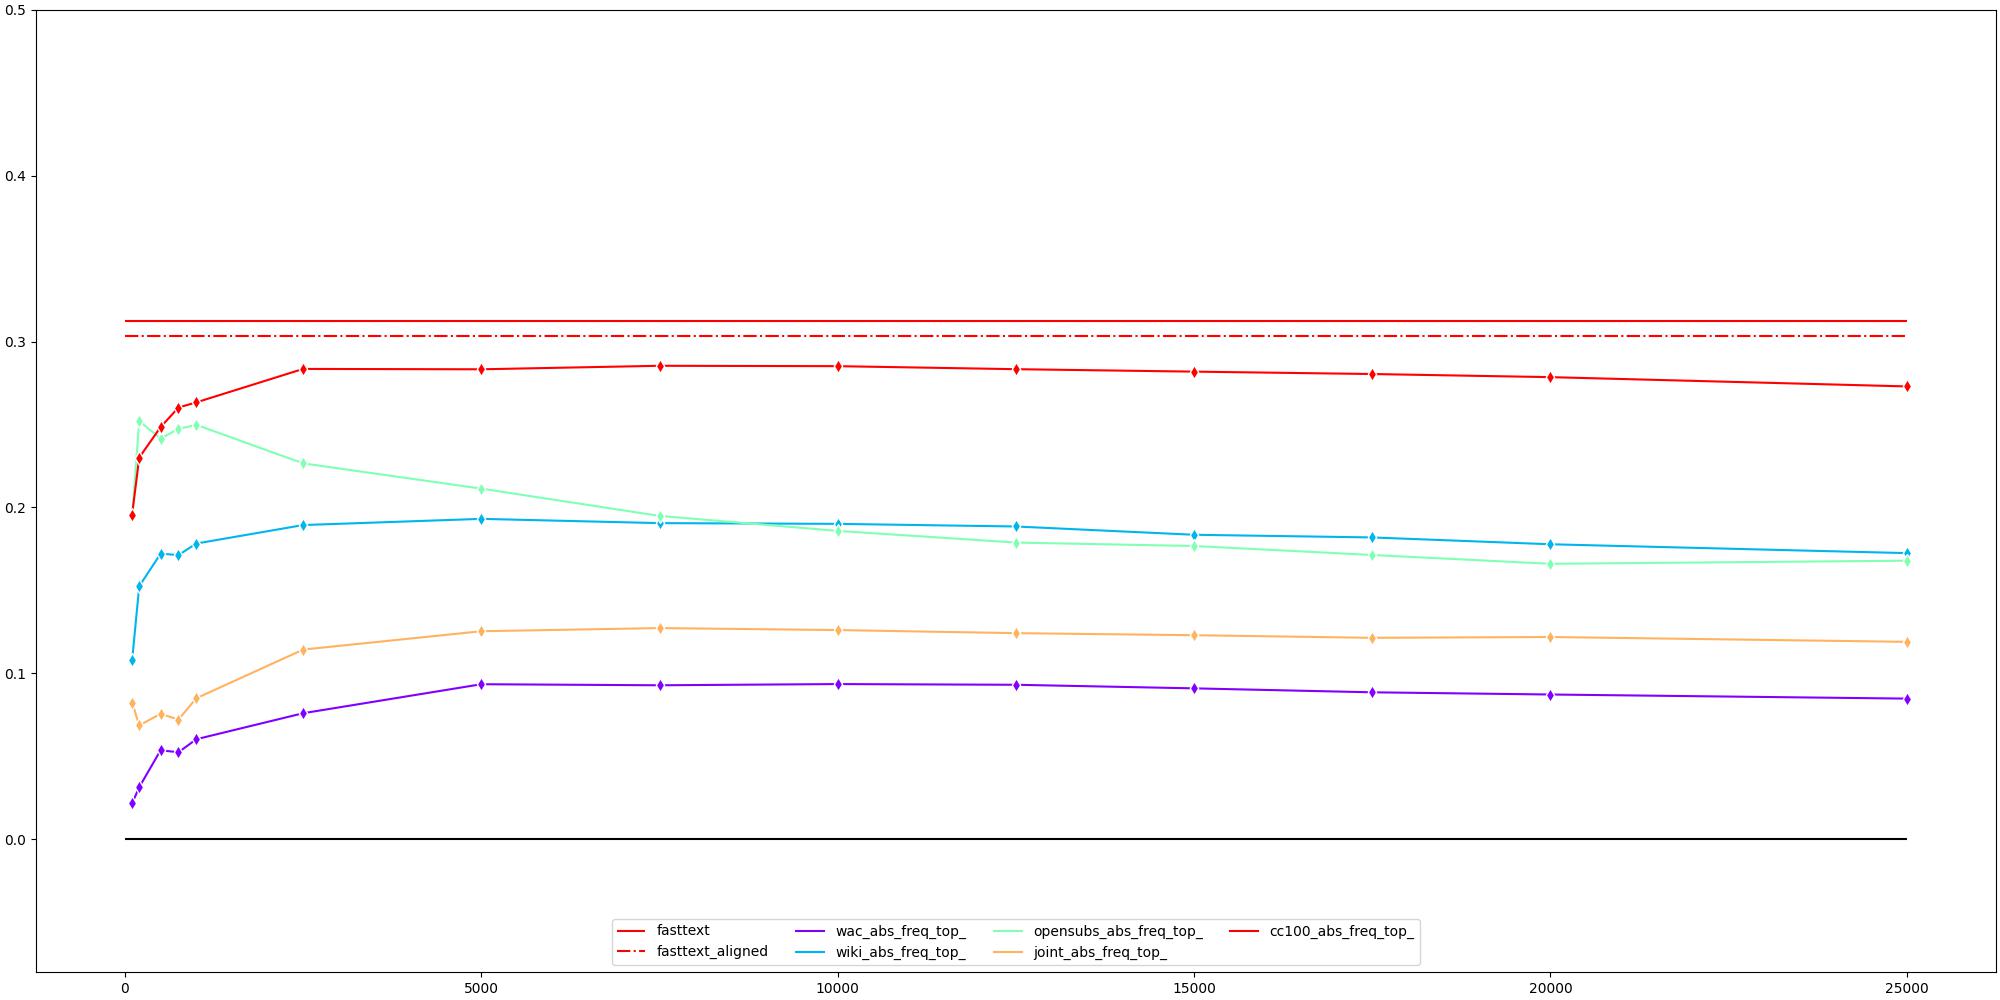 0.5
0.4
0.3
0.2
0.1
0.0
fasttext
fasttext_aligned
wac_abs_freq_top_
wiki_abs_freq_top_
opensubs_abs_freq_top_
joint_abs_freq_top_
cc100_abs_freq_top_
0 5000 10000 15000 20000 25000